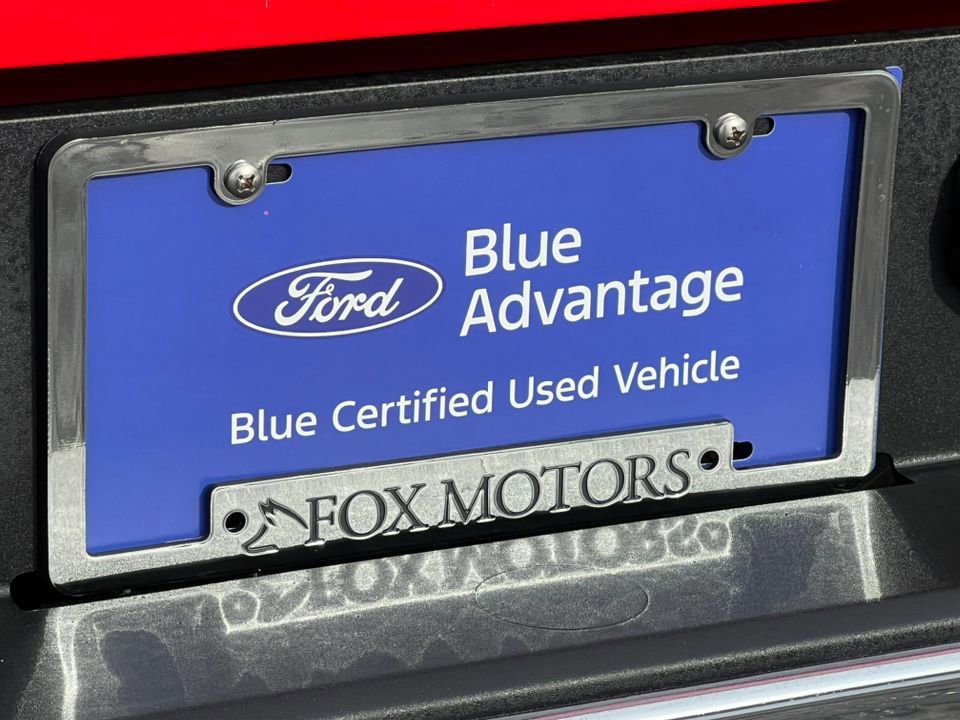 Ford
Blue
Advantage
Blue Certified Used Vehicle
FOX MOTORS